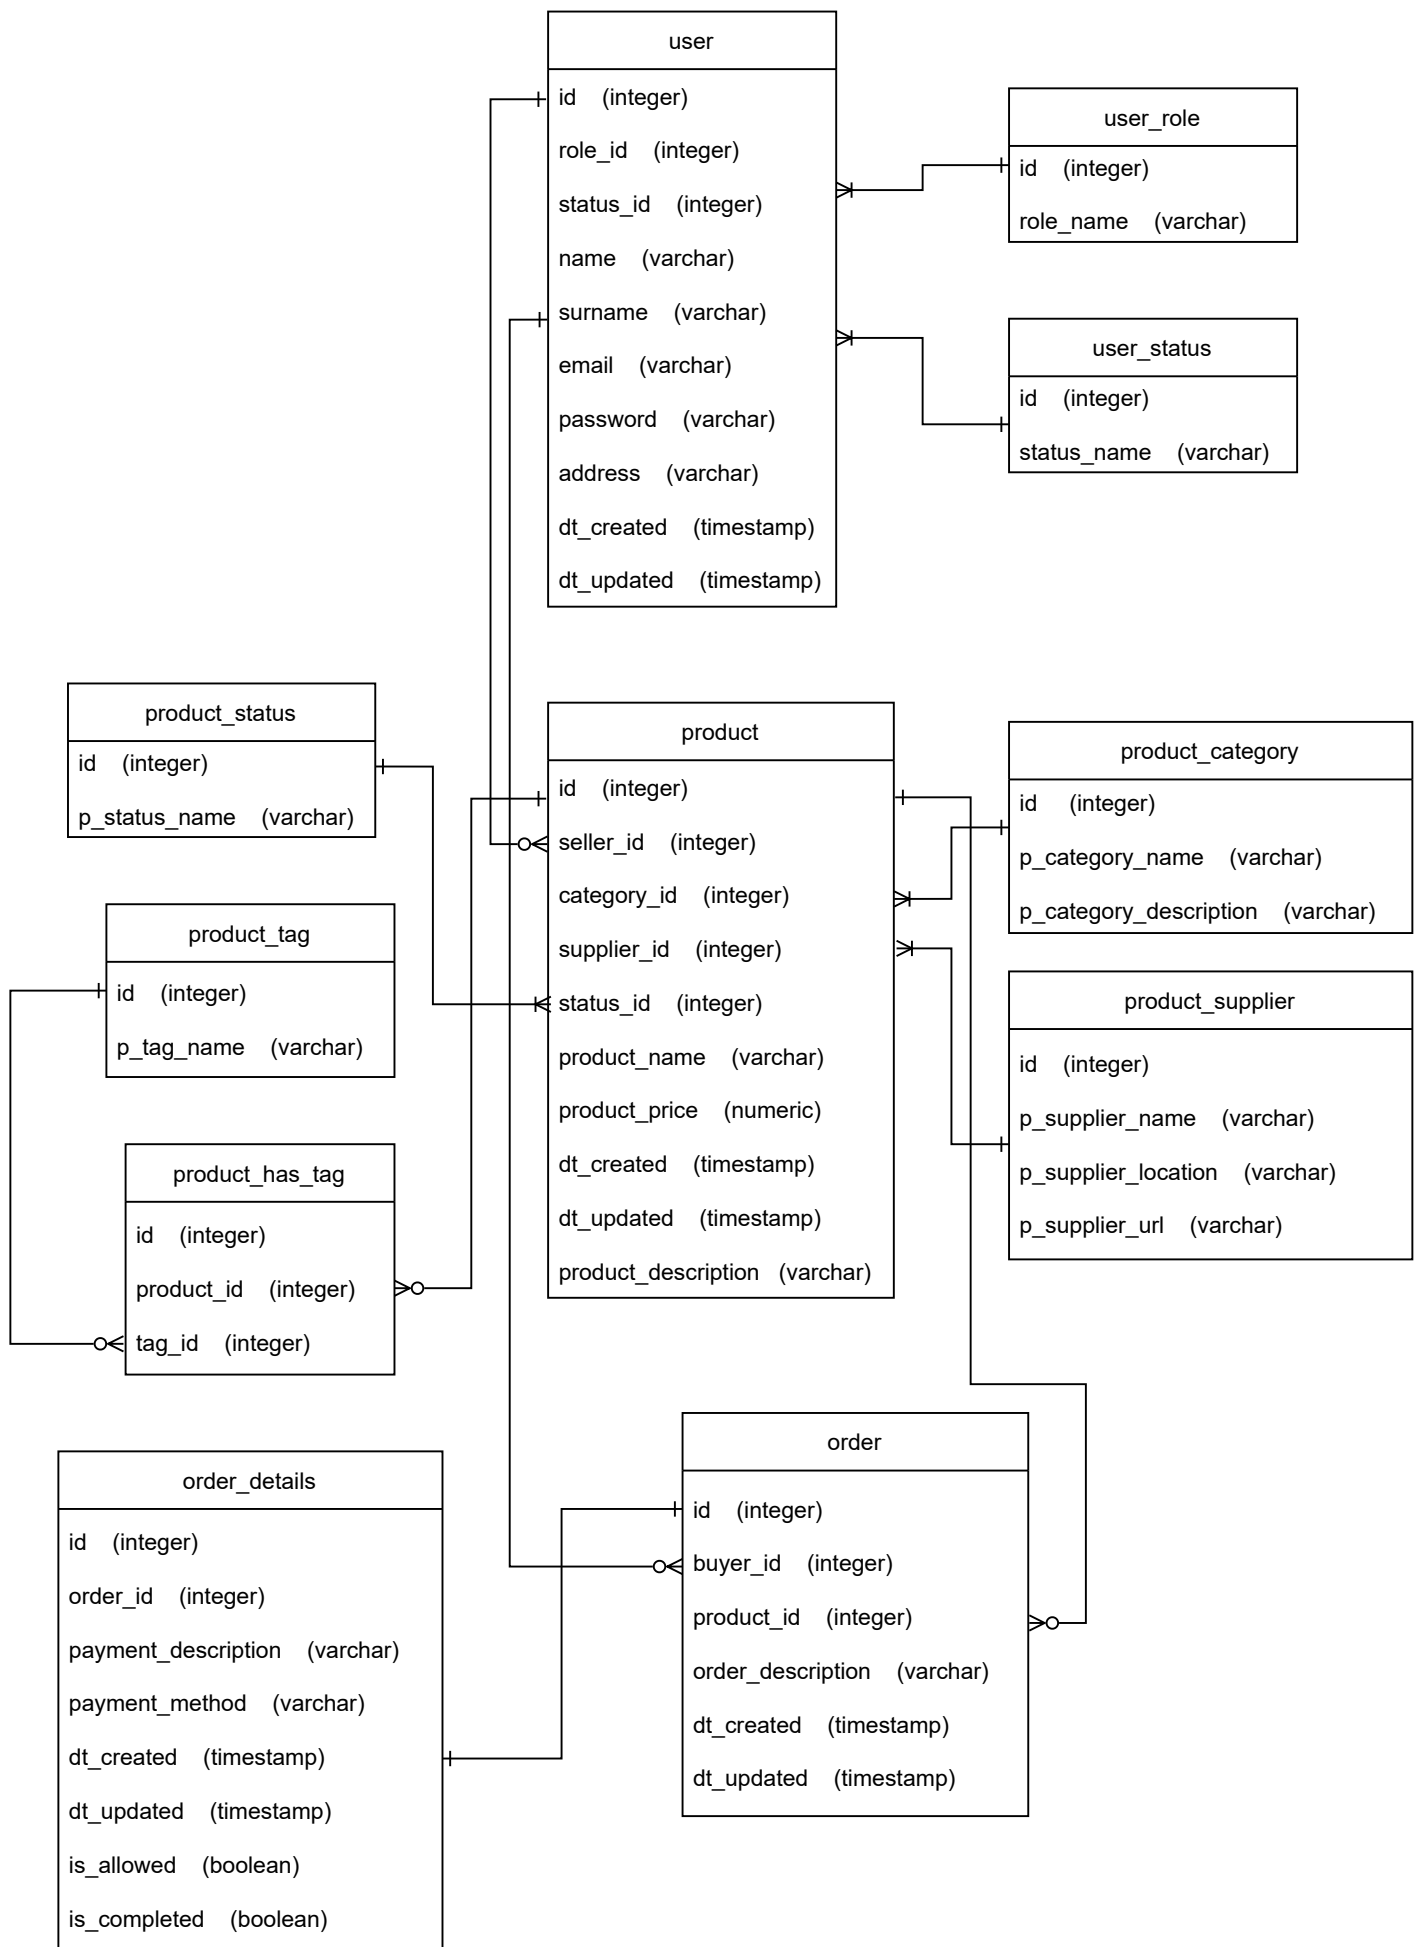 user
id (integer)
role_id (integer)
status_id (integer)
name (varchar)
surname (varchar)
email (varchar)
password (varchar)
address (varchar)
dt_created (timestamp)
dt_updated (timestamp)
user_role
id (integer)
role_name (varchar)
user_status
id (integer)
status_name (varchar)
product_status
id (integer)
p_status_name (varchar)
product_tag
id (integer)
p_tag_name (varchar)
product_has_tag
id (integer)
product_id (integer)
tag_id (integer)
product
id (integer)
seller_id (integer)
category_id (integer)
supplier_id (integer)
status_id (integer)
product_name (varchar)
product_price (numeric)
dt_created (timestamp)
dt_updated (timestamp)
product_description (varchar)
product_category
id (integer)
p_category_name (varchar)
p_category_description (varchar)
product_supplier
id (integer)
p_supplier_name (varchar)
p_supplier_location (varchar)
p_supplier_url (varchar)
order_details
id (integer)
order_id (integer)
payment_description (varchar)
payment_method (varchar)
dt_created (timestamp)
dt_updated (timestamp)
is_allowed (boolean)
is_completed (boolean)
order
id (integer)
buyer_id (integer)
product_id (integer)
order_description (varchar)
dt_created (timestamp)
dt_updated (timestamp)